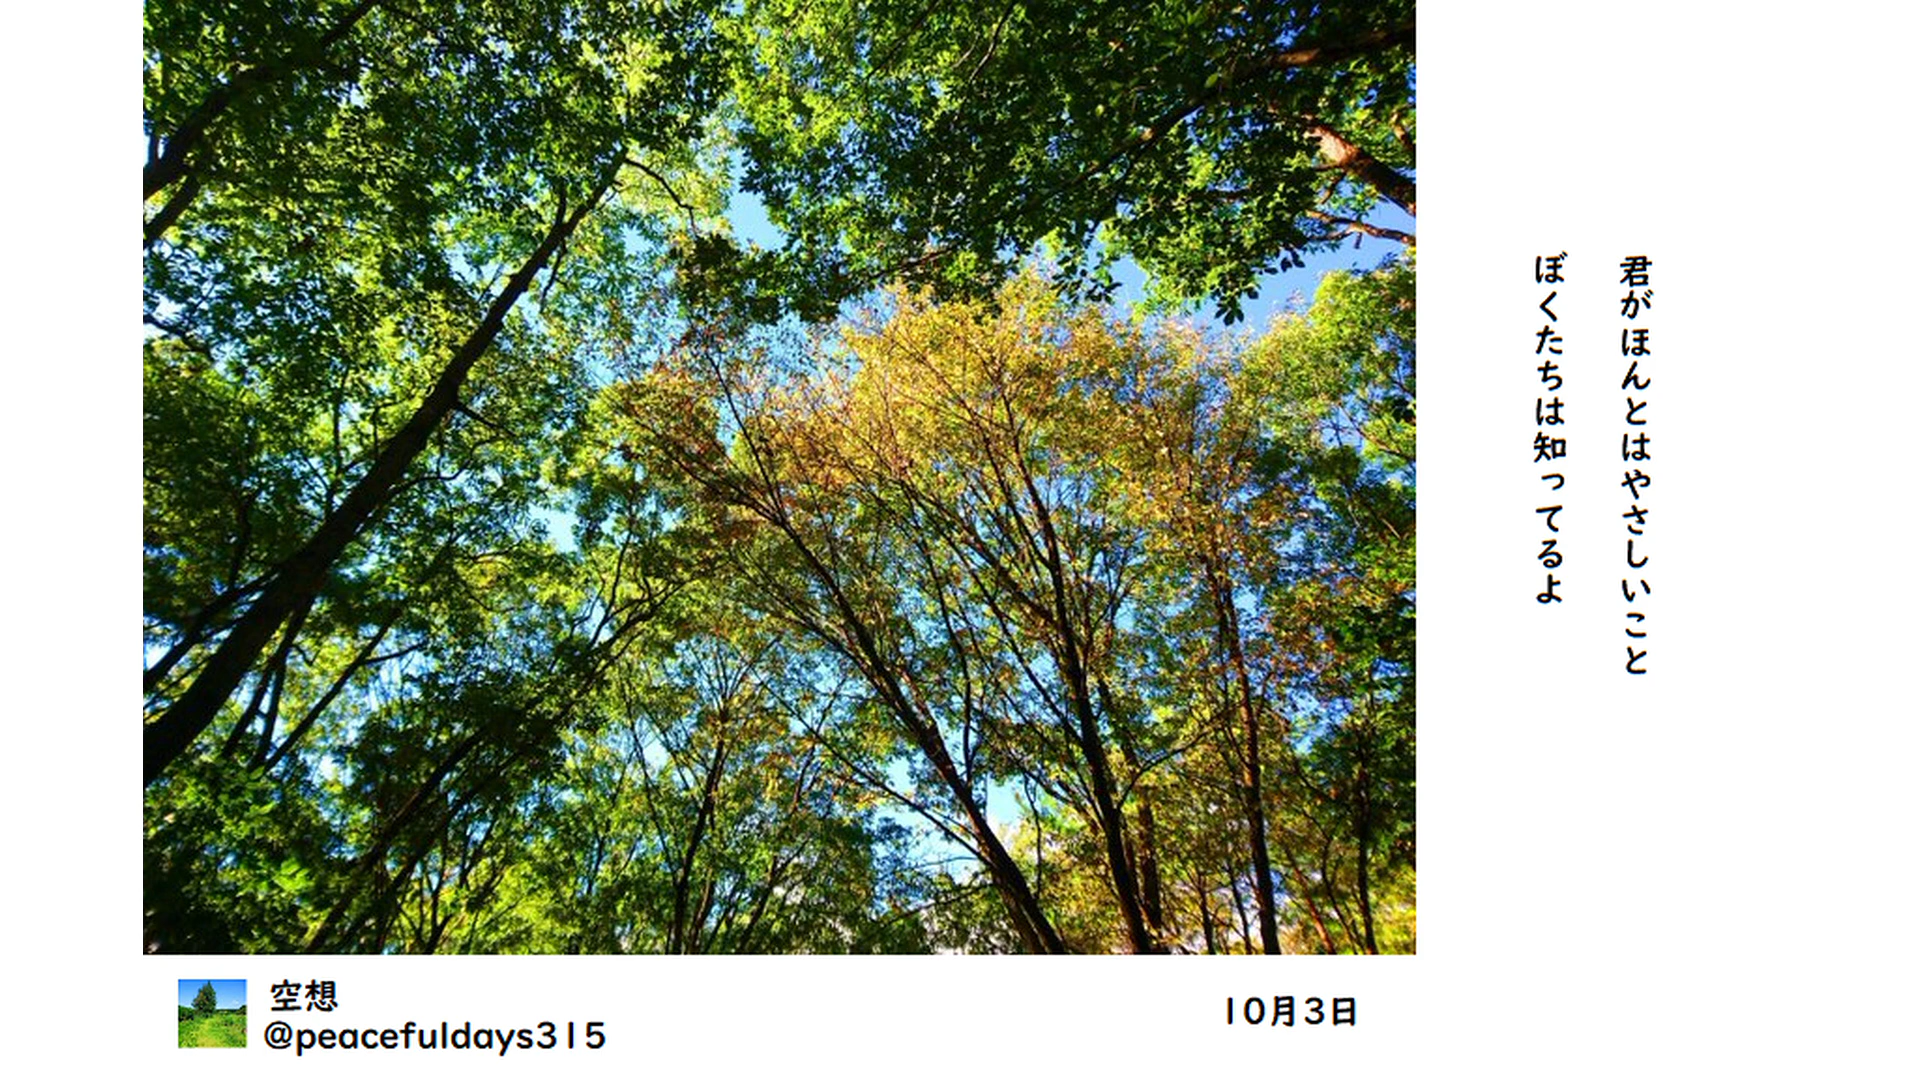 君がほんとはやさしいこと
ぼくたちは知ってるよ
空想
@peacefuldays315
10月3日